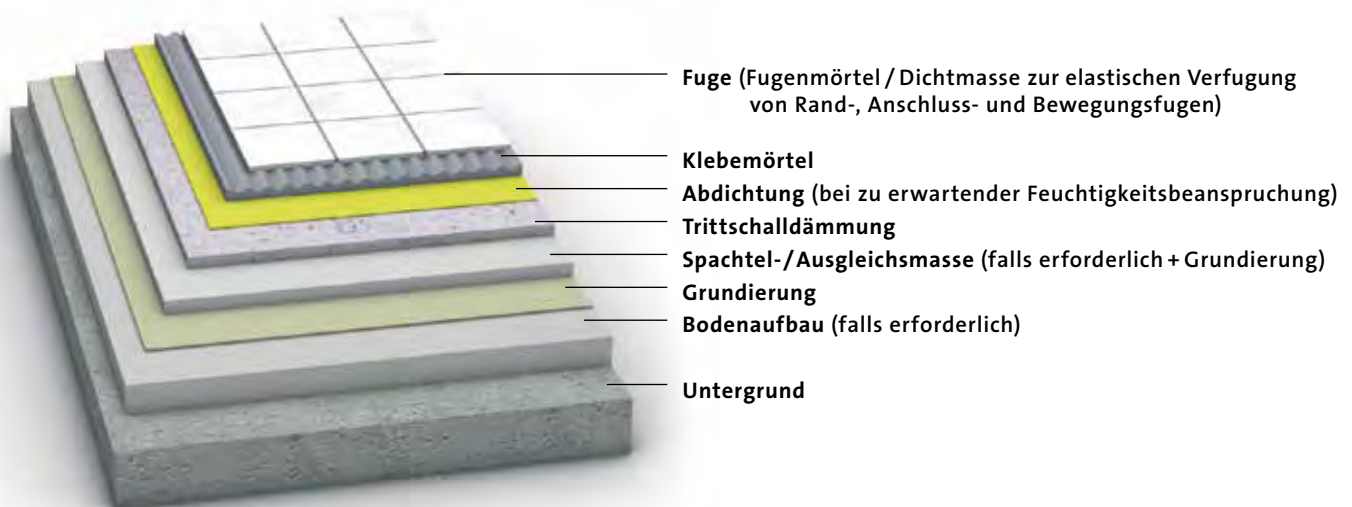 Fuge (Fugenmörtel / Dichtmasse zur elastischen Verfugung
von Rand-, Anschluss- und Bewegungsfugen)
Klebemörtel
Abdichtung (bei zu erwartender Feuchtigkeitsbeanspruchung)
Trittschalldämmung
Spachtel-/Ausgleichsmasse (falls erforderlich + Grundierung)
Grundierung
Bodenaufbau (falls erforderlich)
Untergrund